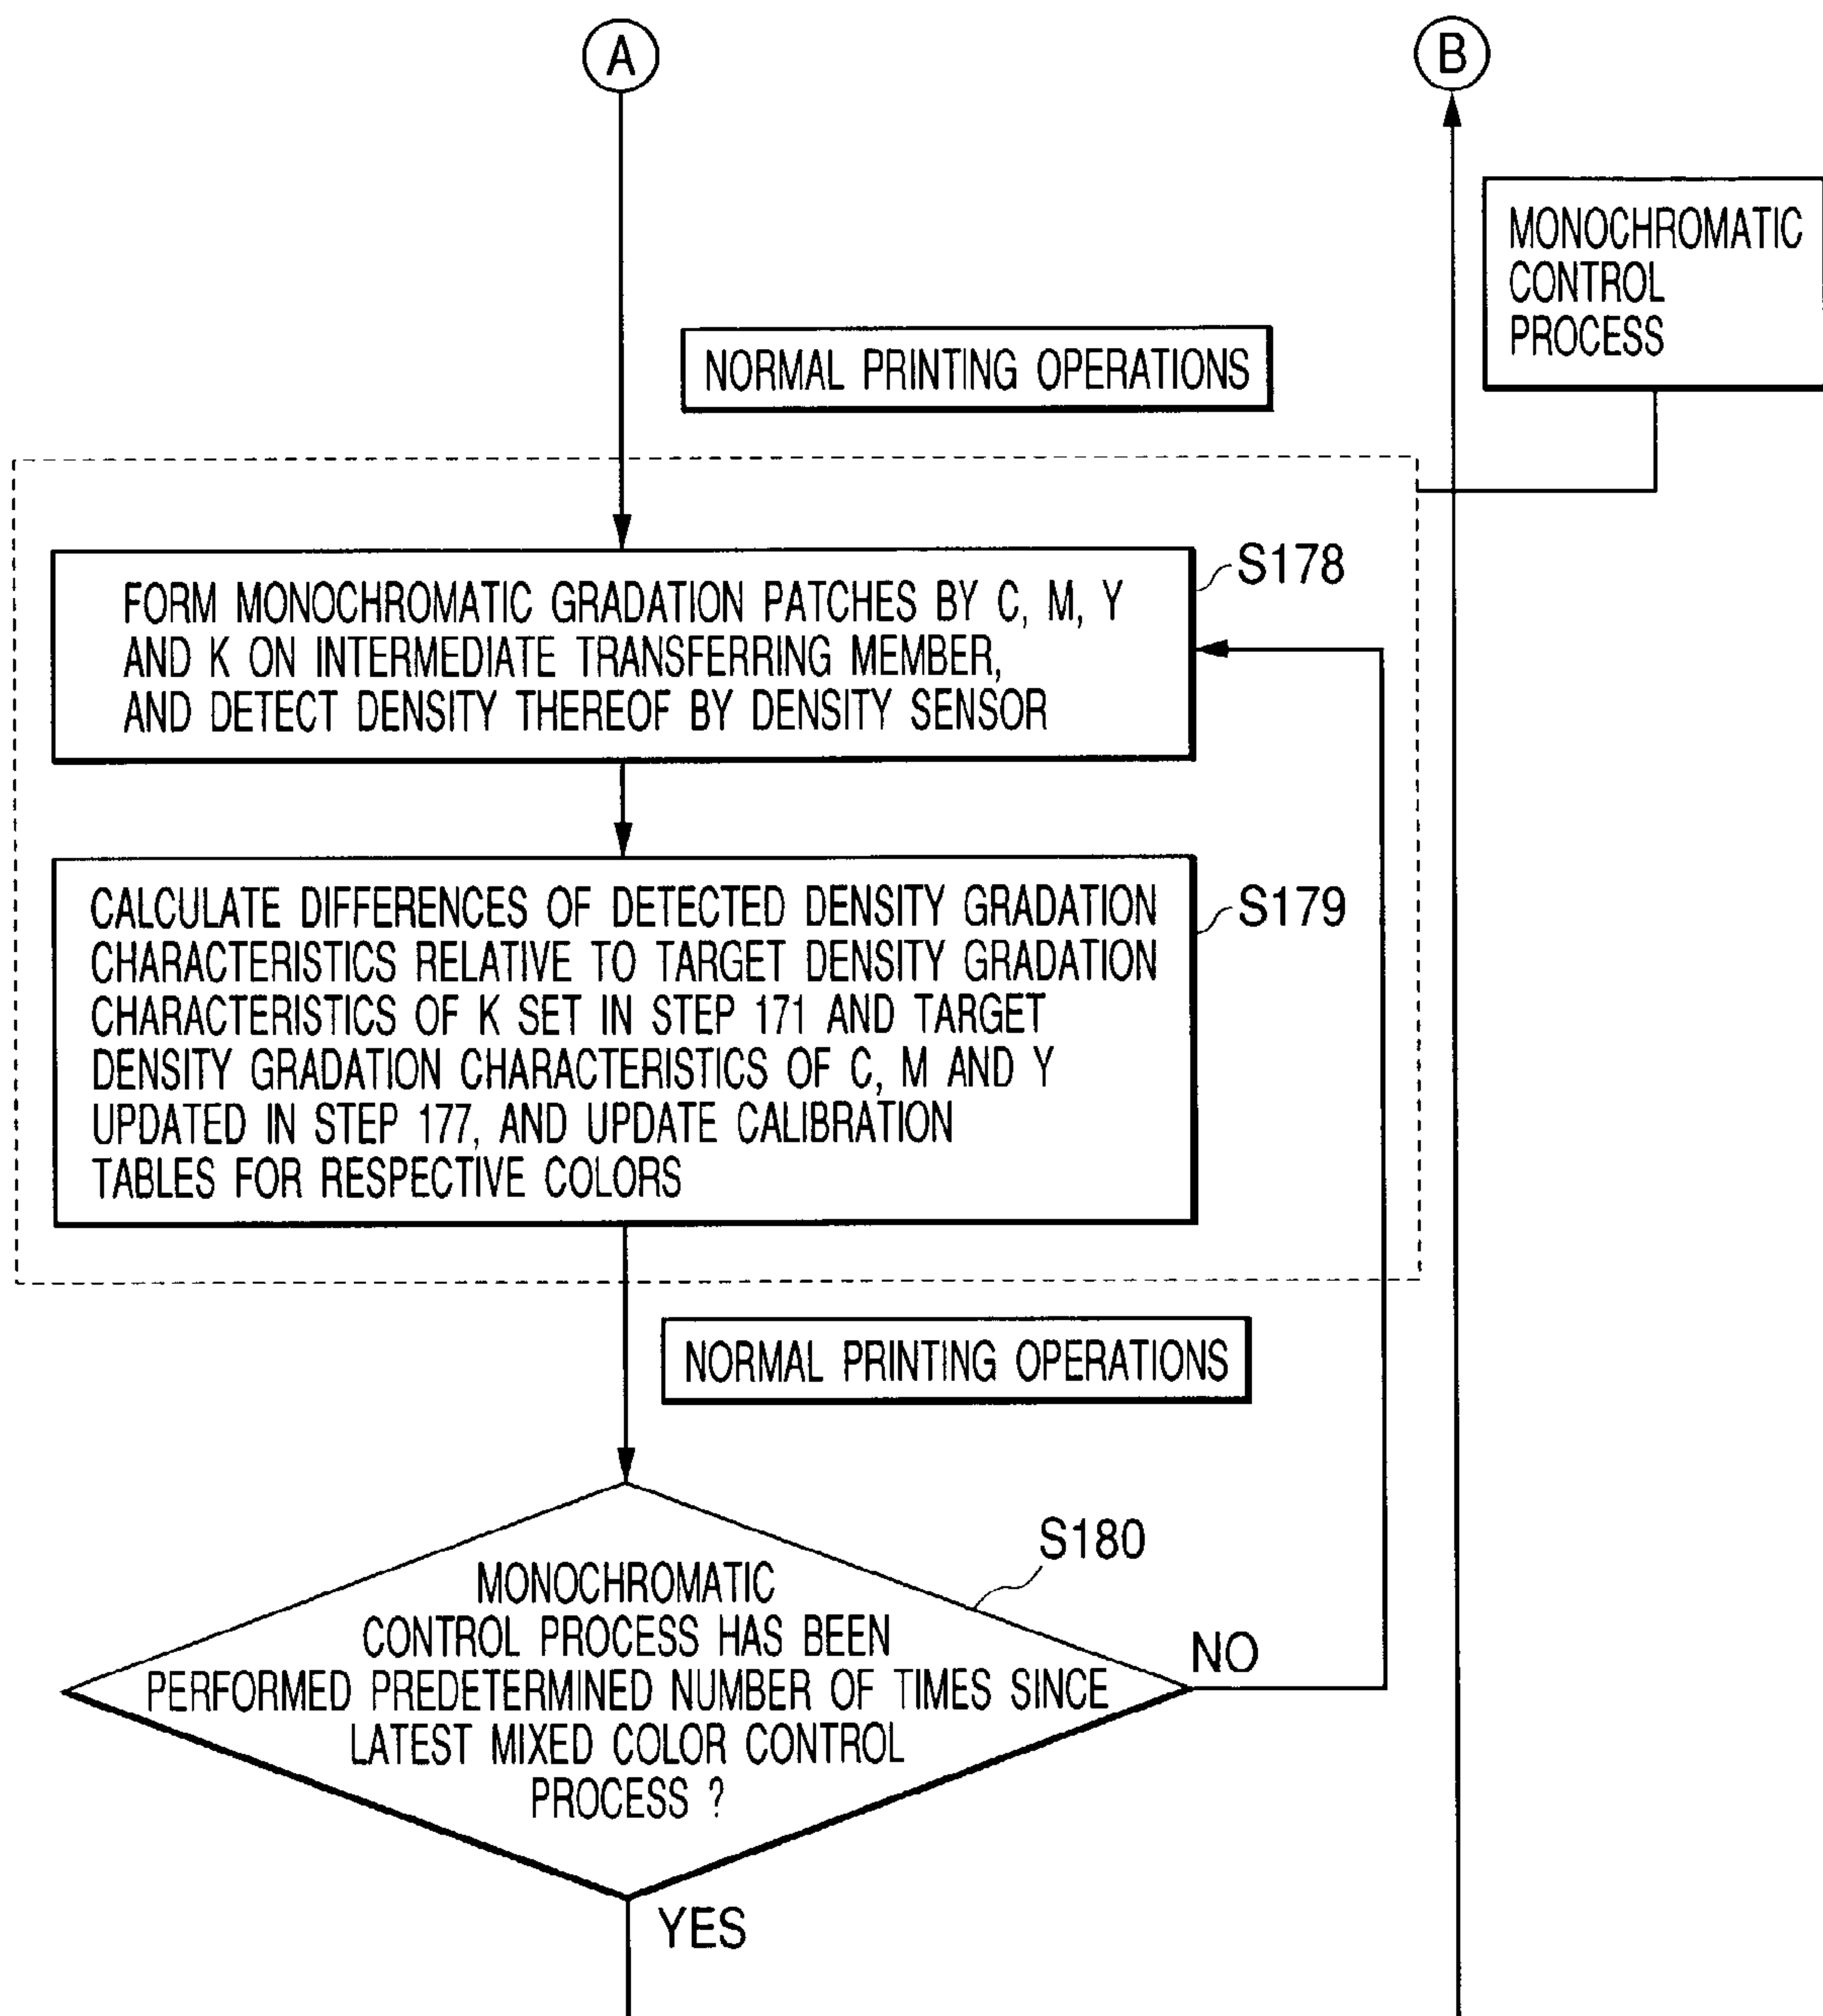 A
B
MONOCHROMATIC
CONTROL
PROCESS
NORMAL PRINTING OPERATIONS
S178
FORM MONOCHROMATIC GRADATION PATCHES BY C, M, Y
AND K ON INTERMEDIATE TRANSFERRING MEMBER,
AND DETECT DENSITY THEREOF BY DENSITY SENSOR
S179
CALCULATE DIFFERENCES OF DETECTED DENSITY GRADATION
CHARACTERISTICS RELATIVE TO TARGET DENSITY GRADATION
CHARACTERISTICS OF K SET IN STEP 171 AND TARGET
DENSITY GRADATION CHARACTERISTICS OF C, M AND Y
UPDATED IN STEP 177, AND UPDATE CALIBRATION
TABLES FOR RESPECTIVE COLORS
NORMAL PRINTING OPERATIONS
S180
MONOCHROMATIC
CONTROL PROCESS HAS BEEN
PERFORMED PREDETERMINED NUMBER OF TIMES SINCE
LATEST MIXED COLOR CONTROL
PROCESS ?
NO
YES